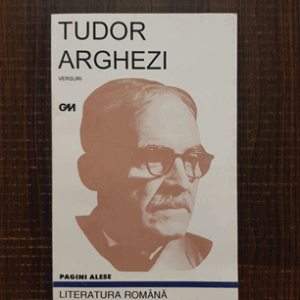 TUDOR
ARGHEZI
VERSURI
GM
PAGINI ALESE
LITERATURA ROMÂNĂ